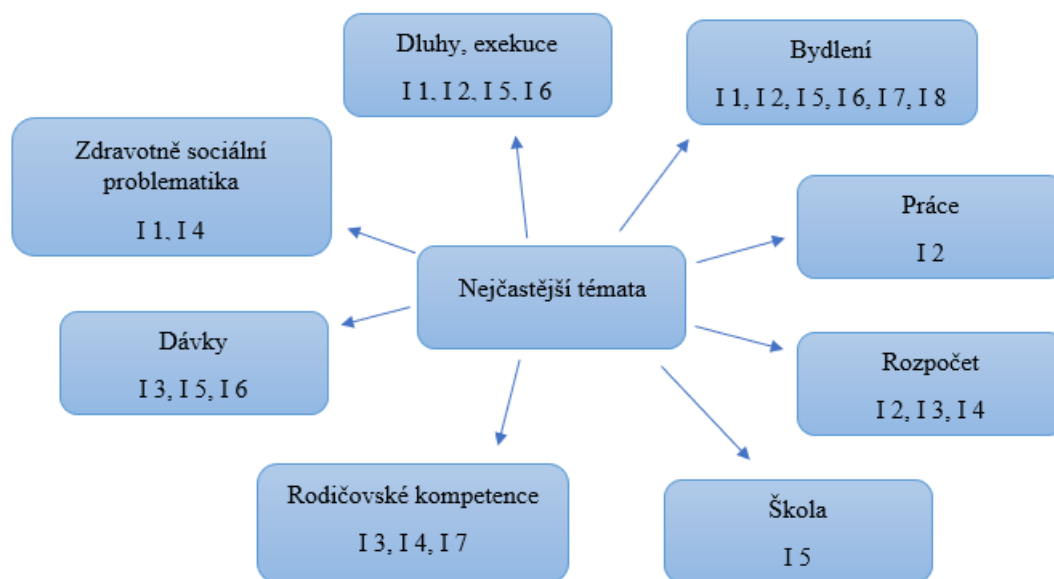 Dluhy, exekuce
I 1, I 2, I 5, I 6
Bydlení
I 1, I 2, I 5, I 6, I 7, I 8
Zdravotně sociální
problematika
I 1, I 4
Práce
I 2
Nejčastější témata
Dávky
I 3, I 5, I 6
Rozpočet
I 2, I 3, I 4
Rodičovské kompetence
I 3, I 4, I 7
Škola
I 5